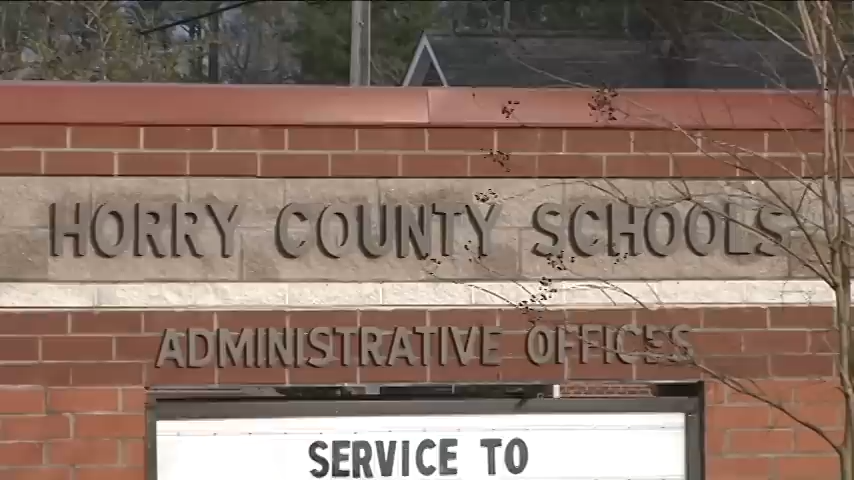 HORRY COUNTY SCHOOLS
ADMINISTRATIVE OFFICES
SERVICE TO